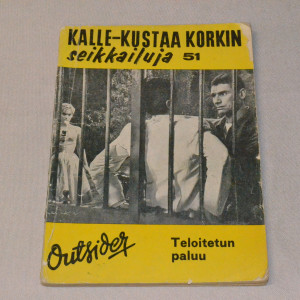 KALLE-KUSTAA KORKIN
seikkailuja 51
Outsider
Teloitetun
paluu